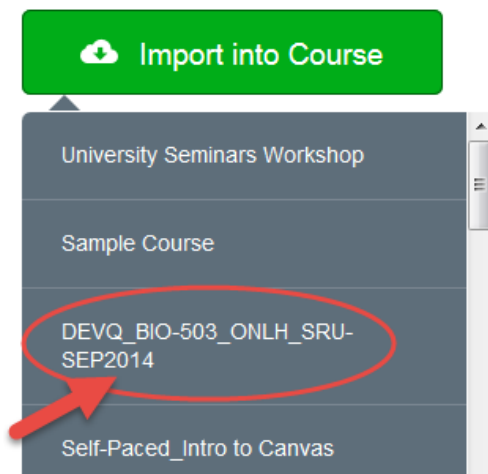 Import into Course
University Seminars Workshop
Sample Course
DEVQ_BIO-503_ONLH_SRU-
SEP2014
Self-Paced_Intro to Canvas